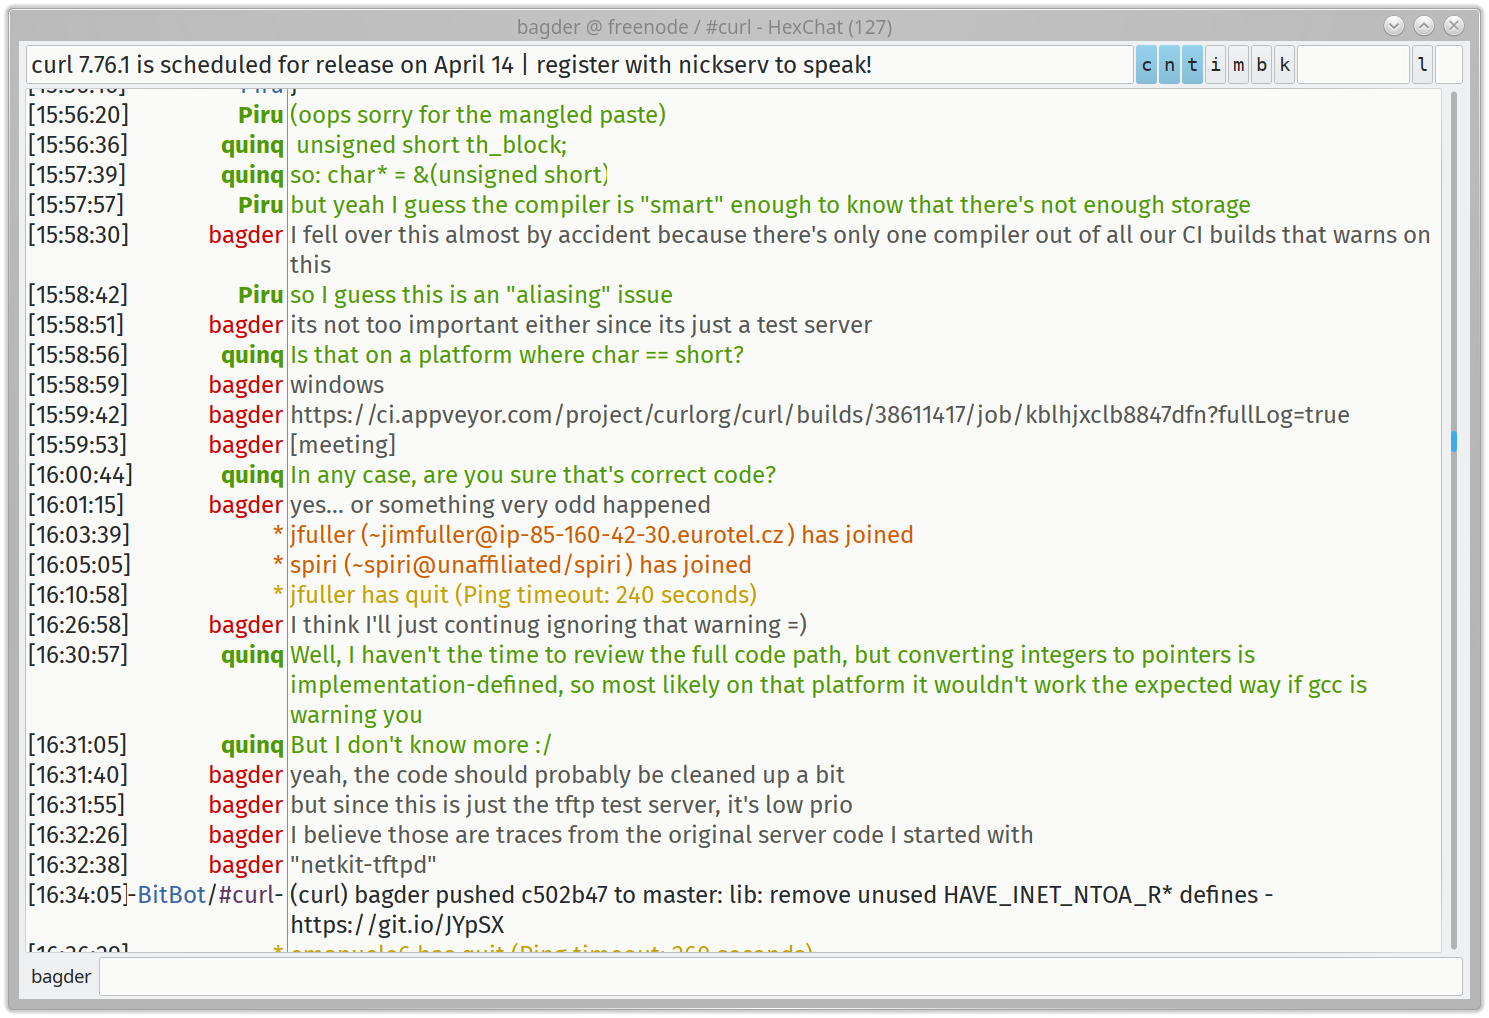 bagder @ freenode / #curl - HexChat (127)
curl 7.76.1 is scheduled for release on April 14 | register with nickserv to speak! c n t i m b k l
[15:56:20] Piru (oops sorry for the mangled paste)
[15:56:36] quinq unsigned short th_block;
[15:57:39] quinq so: char* = &(unsigned short)
[15:57:57] Piru but yeah I guess the compiler is "smart" enough to know that there's not enough storage
[15:58:30] bagder I fell over this almost by accident because there's only one compiler out of all our CI builds that warns on
this
[15:58:42] Piru so I guess this is an "aliasing" issue
[15:58:51] bagder its not too important either since its just a test server
[15:58:56] quinq Is that on a platform where char == short?
[15:58:59] bagder windows
[15:59:42] bagder https://ci.appveyor.com/project/curlorg/curl/builds/38611417/job/kblhjxclb8847dfn?fullLog=true
[15:59:53] bagder [meeting]
[16:00:44] quinq In any case, are you sure that's correct code?
[16:01:15] bagder yes... or something very odd happened
[16:03:39] * jfuller (~jimfuller@ip-85-160-42-30.eurotel.cz) has joined
[16:05:05] * spiri (~spiri@unaffiliated/spiri) has joined
[16:10:58] * jfuller has quit (Ping timeout: 240 seconds)
[16:26:58] bagder I think I'll just continug ignoring that warning =)
[16:30:57] quinq Well, I haven't the time to review the full code path, but converting integers to pointers is
implementation-defined, so most likely on that platform it wouldn't work the expected way if gcc is
warning you
[16:31:05] quinq But I don't know more :/
[16:31:40] bagder yeah, the code should probably be cleaned up a bit
[16:31:55] bagder but since this is just the tftp test server, it's low prio
[16:32:26] bagder I believe those are traces from the original server code I started with
[16:32:38] bagder "netkit-tftpd"
[16:34:05] -BitBot/#curl- (curl) bagder pushed c502b47 to master: lib: remove unused HAVE_INET_NTOA_R* defines -
https://git.io/JYpSX
* has quit (Ping timeout: 260 seconds)
bagder